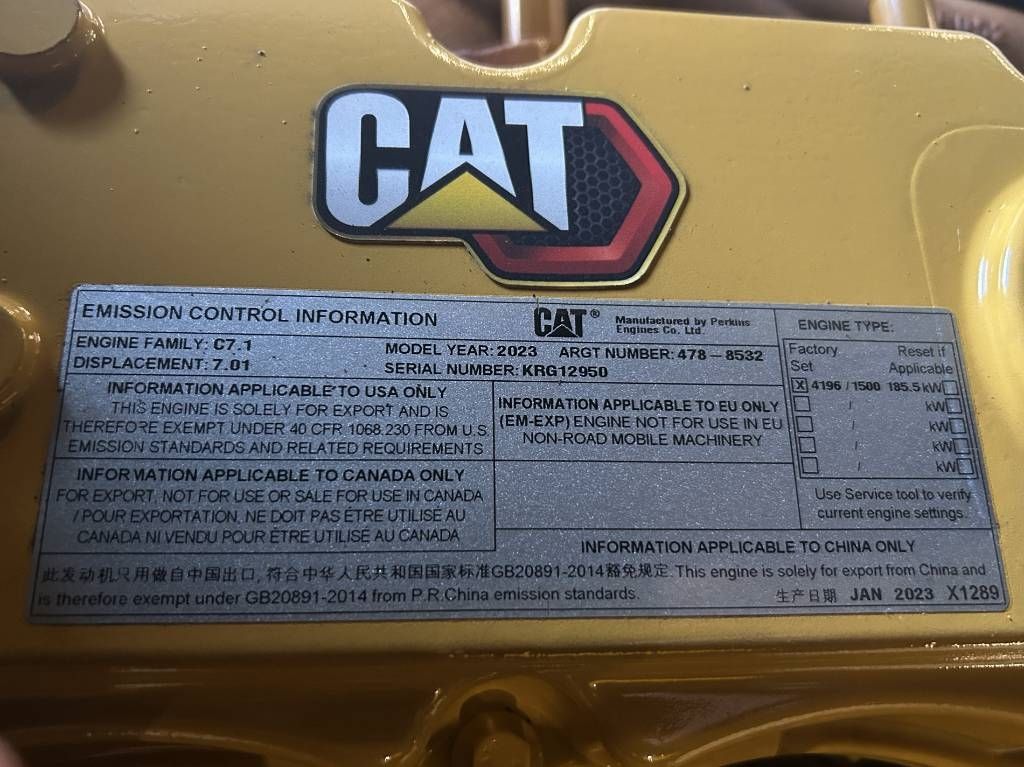 CAT
EMISSION CONTROL INFORMATION
CAT®
Manufactured by Perkins
Engines Co. Ltd.
ENGINE FAMILY: C7.1
DISPLACEMENT: 7.01
MODEL YEAR: 2023 ARGT NUMBER: 478 - 8532
SERIAL NUMBER: KRG12950
INFORMATION APPLICABLE TO USA ONLY
THIS ENGINE IS SOLELY FOR EXPORT AND IS
THEREFORE EXEMPT UNDER 40 CFR 1068.230 FROM U.S
EMISSION STANDARDS AND RELATED REQUIREMENTS
INFORMATION APPLICABLE TO CANADA ONLY
FOR EXPORT, NOT FOR USE OR SALE FOR USE IN CANADA
/ POUR EXPORTATION, NE DOIT PAS ÉTRE UTILISÉ AU
CANADA NI VENDU POUR ÉTRE UTILISÉ AU CANADA
INFORMATION APPLICABLE TO EU ONLY
(EM-EXP) ENGINE NOT FOR USE IN EU
NON-ROAD MOBILE MACHINERY
ENGINE TYPE:
Factory Reset if
Set Applicable
X 4196 / 1500 185.5 kW
/ kW
/ kW
/ kW
/ kW
Use Service tool to verify
current engine settings.
INFORMATION APPLICABLE TO CHINA ONLY
此发动机只用做自中国出口, 符合中华人民共和国国家标准GB20891-2014豁免规定. This engine is solely for export from China and
is therefore exempt under GB20891-2014 from P.R.China emission standards.
生产日期 JAN 2023 X1289